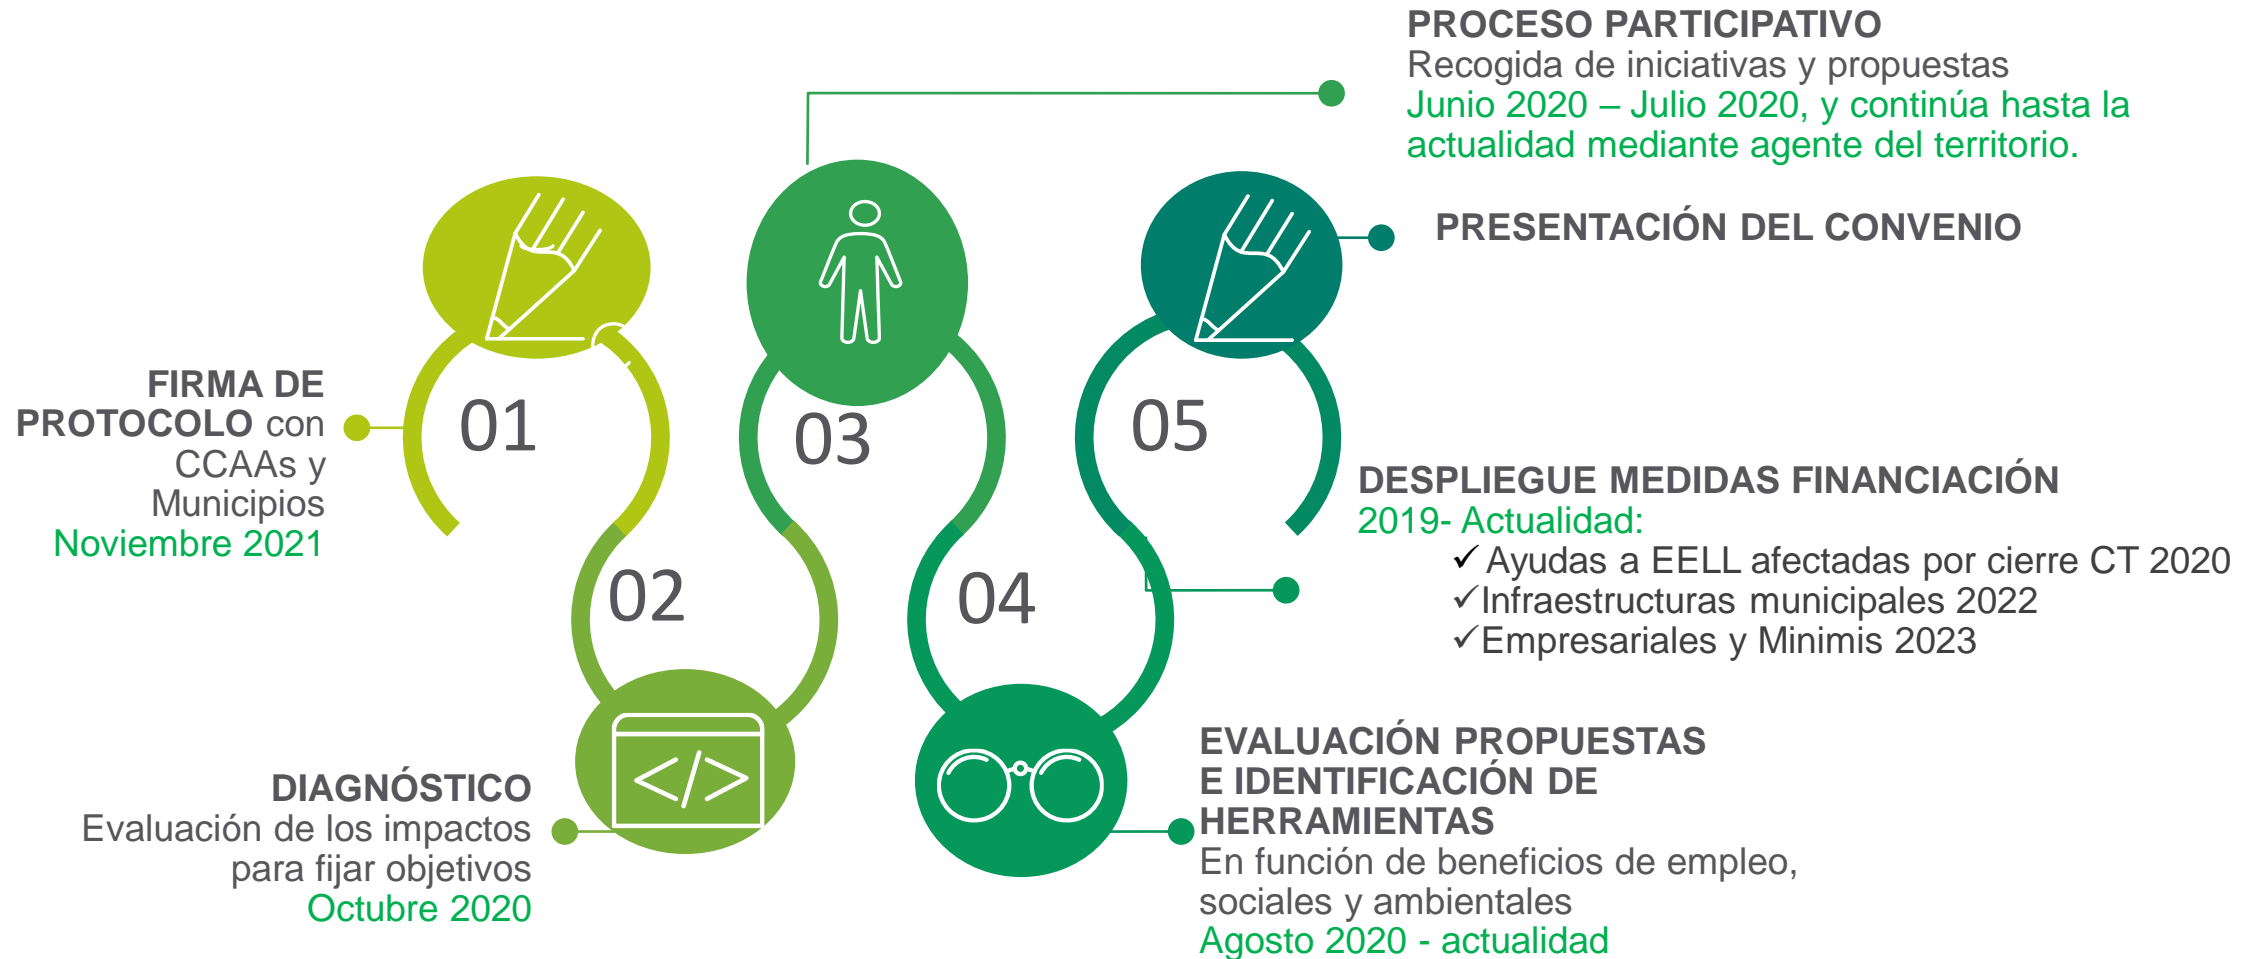 FIRMA DE
PROTOCOLO con
CCAAs y
Municipios
Noviembre 2021
01
DIAGNÓSTICO
Evaluación de los impactos
para fijar objetivos
Octubre 2020
02
PROCESO PARTICIPATIVO
Recogida de iniciativas y propuestas
Junio 2020 – Julio 2020, y continúa hasta la
actualidad mediante agente del territorio.
03
EVALUACIÓN PROPUESTAS
E IDENTIFICACIÓN DE
HERRAMIENTAS
En función de beneficios de empleo,
sociales y ambientales
Agosto 2020 - actualidad
04
DESPLIEGUE MEDIDAS FINANCIACIÓN
2019- Actualidad:
✓ Ayudas a EELL afectadas por cierre CT 2020
✓ Infraestructuras municipales 2022
✓ Empresariales y Minimis 2023
05
PRESENTACIÓN DEL CONVENIO